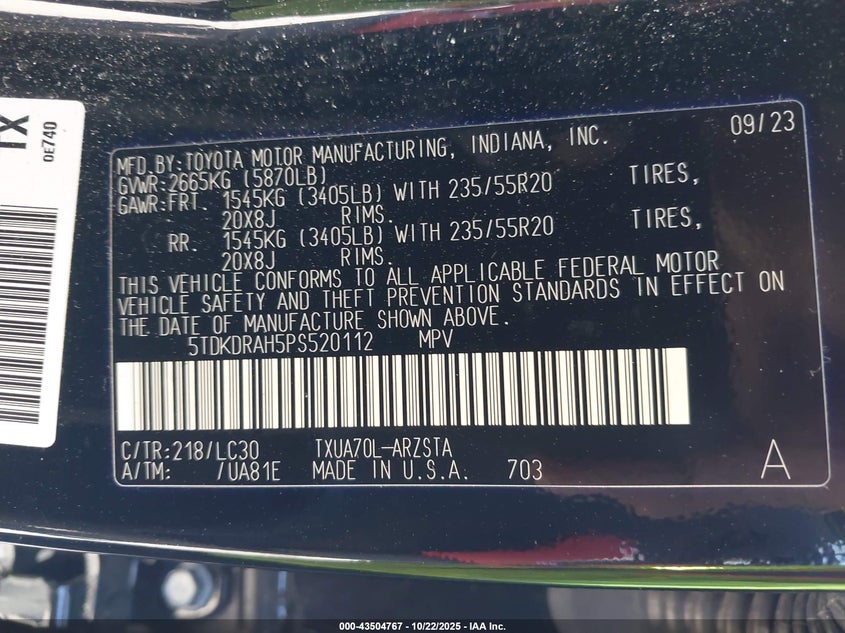 TX
0E740
09/23
MFD.BY:TOYOTA MOTOR MANUFACTURING, INDIANA, INC.
GVWR:2665KG (5870LB)
GAWR:FRT. 1545KG (3405LB) WITH 235/55R20 TIRES,
20X8J RIMS.
RR. 1545KG (3405LB) WITH 235/55R20 TIRES,
20X8J RIMS.
THIS VEHICLE CONFORMS TO ALL APPLICABLE FEDERAL MOTOR
VEHICLE SAFETY AND THEFT PREVENTION STANDARDS IN EFFECT ON
THE DATE OF MANUFACTURE SHOWN ABOVE.
5TDKDRAH5PS520112 MPV
C/TR:218/LC30 TXUA70L-ARZSTA
A/TM: /UA81E MADE IN U.S.A. 703 A
000-43504767 - 10/22/2025 - IAA Inc.